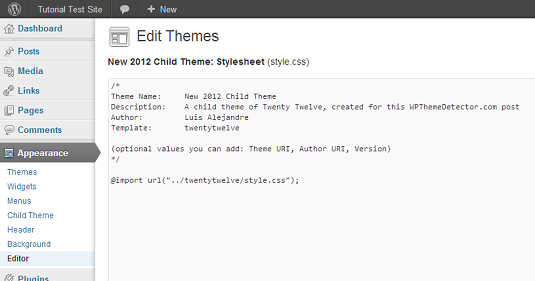 Tutorial Test Site + New
Dashboard
Posts
Media
Links
Pages
Comments
Appearance
Themes
Widgets
Menus
Child Theme
Header
Background
Editor
Plugins
Edit Themes
New 2012 Child Theme: Stylesheet (style.css)
/*
Theme Name: New 2012 Child Theme
Description: A child theme of Twenty Twelve, created for this WPThemeDetector.com post
Author: Luis Alejandre
Template: twentytwelve
(optional values you can add: Theme URI, Author URI, Version)
*/
@import url("../twentytwelve/style.css");